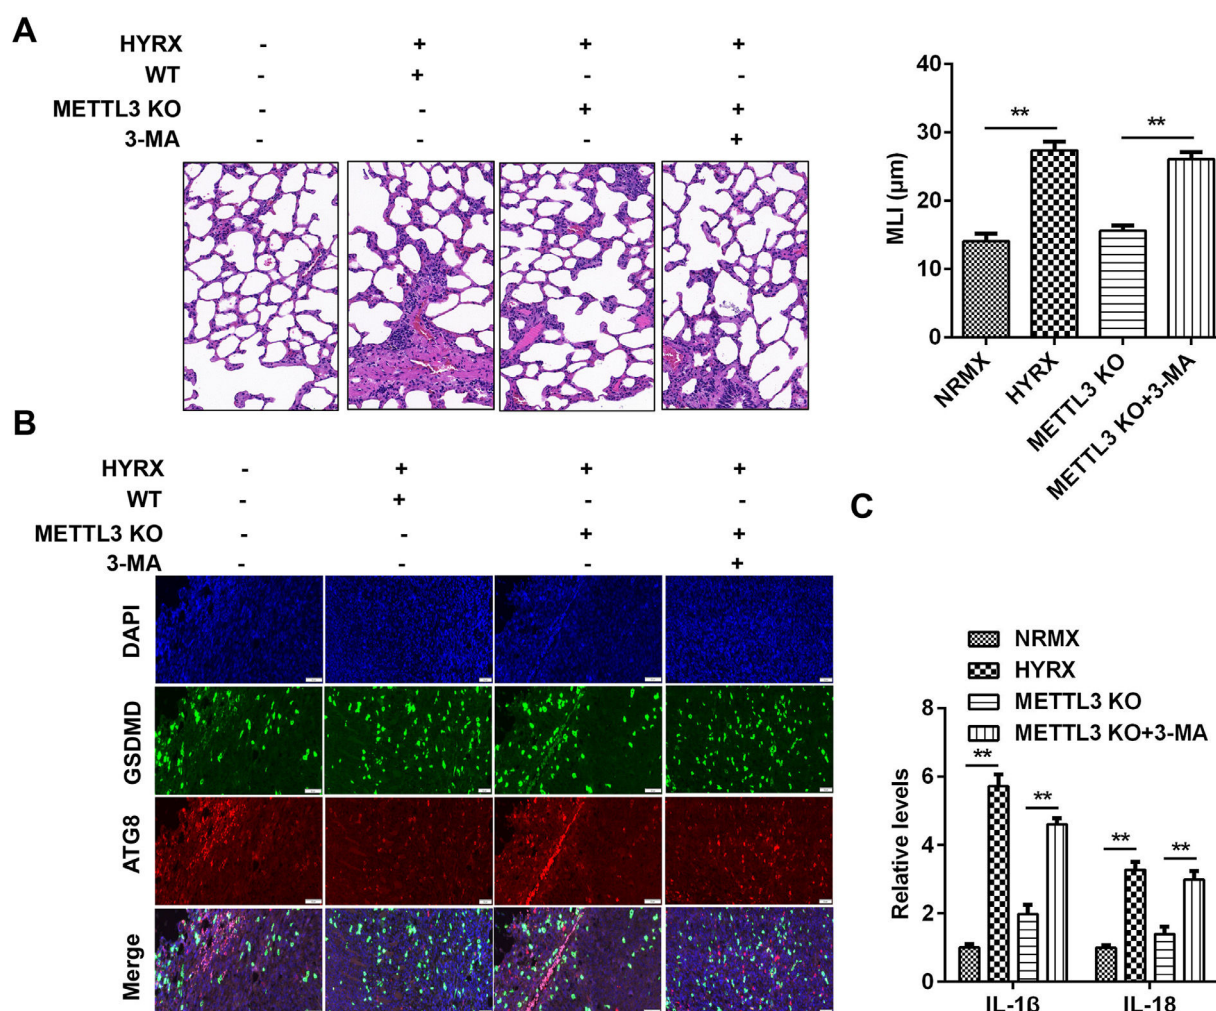 A
HYRX - + + +
WT - + - -
METTL3 KO - - + +
3-MA - - - +
MLI (µm)
40
30
20
10
0
** **
NRMX
HYRX
METTL3 KO
METTL3 KO+3-MA
B
HYRX - + + +
WT - + - -
METTL3 KO - - + +
3-MA - - - +
DAPI
GSDMD
ATG8
Merge
C
NRMX
HYRX
METTL3 KO
METTL3 KO+3-MA
Relative levels
8
6
4
2
0
** ** ** **
IL-1β IL-18